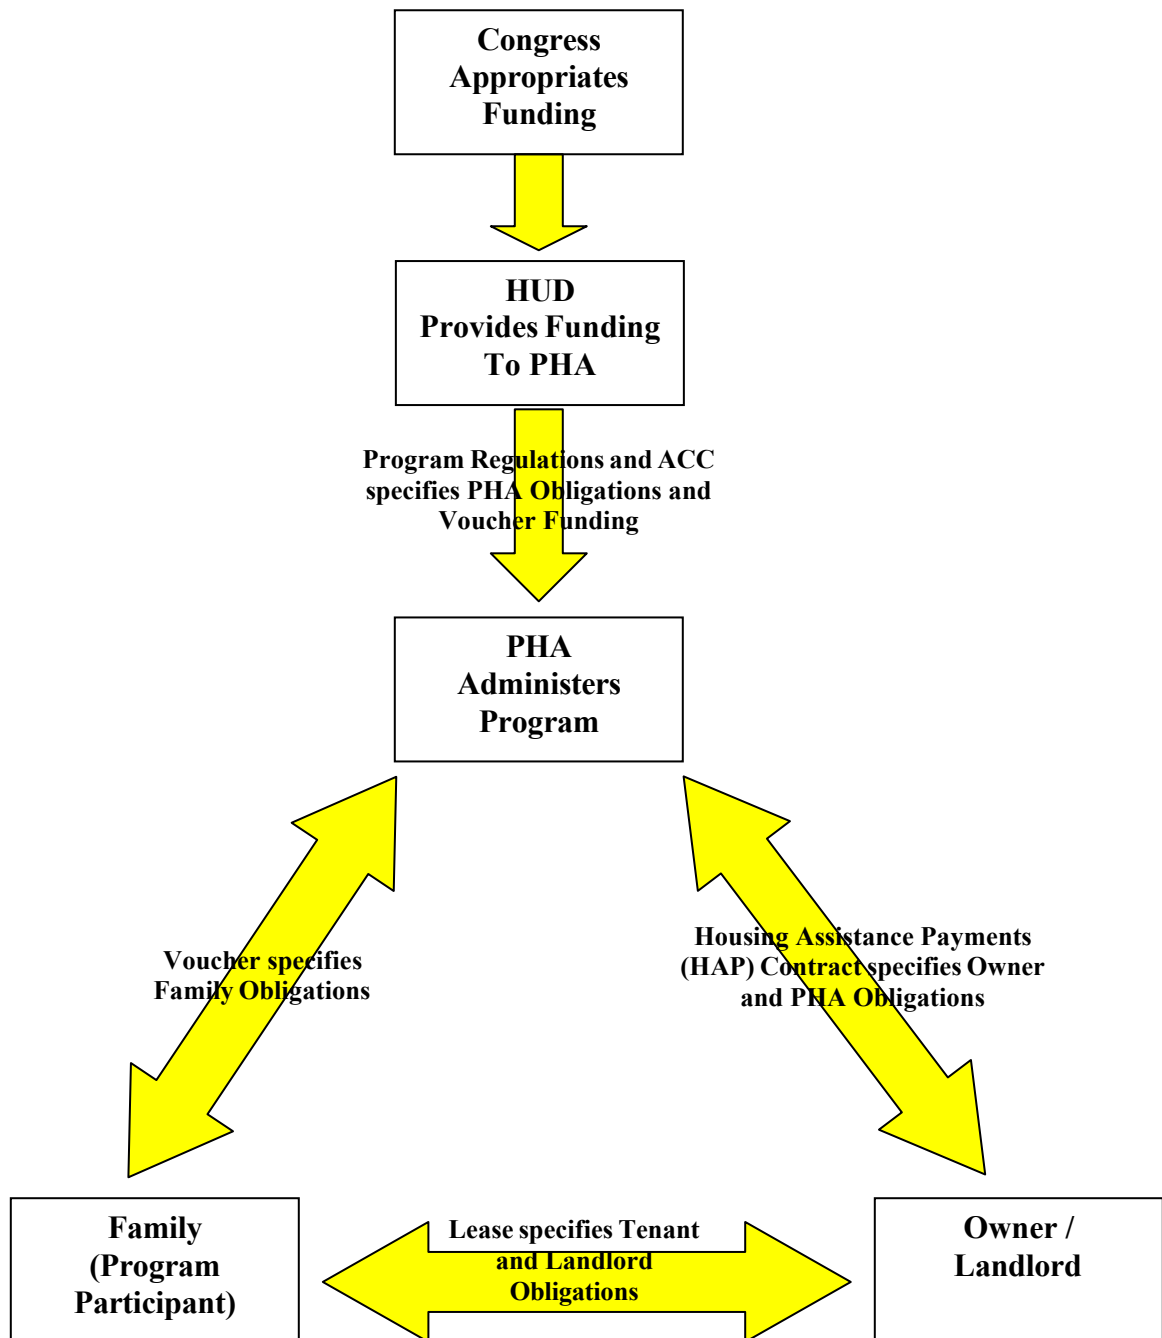 Congress
Appropriates
Funding
HUD
Provides Funding
To PHA
Program Regulations and ACC
specifies PHA Obligations and
Voucher Funding
PHA
Administers
Program
Voucher specifies
Family Obligations
Housing Assistance Payments
(HAP) Contract specifies Owner
and PHA Obligations
Family
(Program
Participant)
Lease specifies Tenant
and Landlord
Obligations
Owner /
Landlord